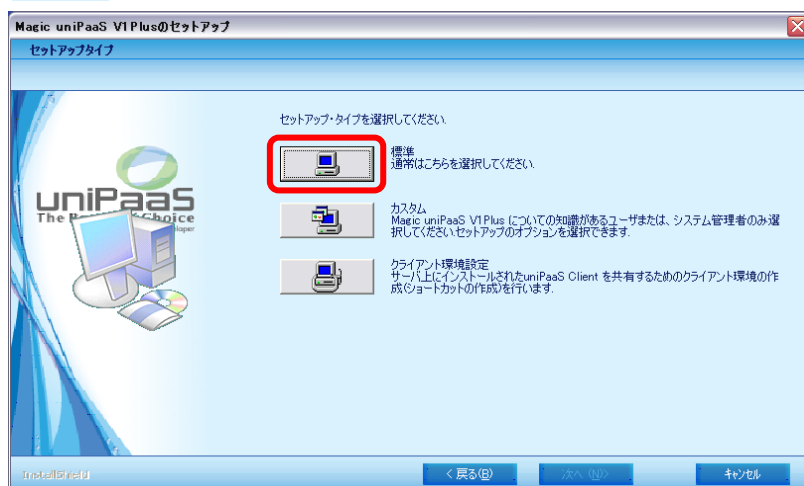 Magic uniPaaS V1Plusのセットアップ
セットアップタイプ
セットアップ・タイプを選択してください.
標準
通常はこちらを選択してください.
カスタム
Magic uniPaaS V1Plus についての知識があるユーザまたは、システム管理者のみ選
択してください.セットアップのオプションを選択できます.
クライアント環境設定
サーバ上にインストールされたuniPaaS Client を共有するためのクライアント環境の作
成(ショートカットの作成)を行います.
uniPaaS
The Choice
InstallShield
< 戻る(B)
次へ (N)>
キャンセル